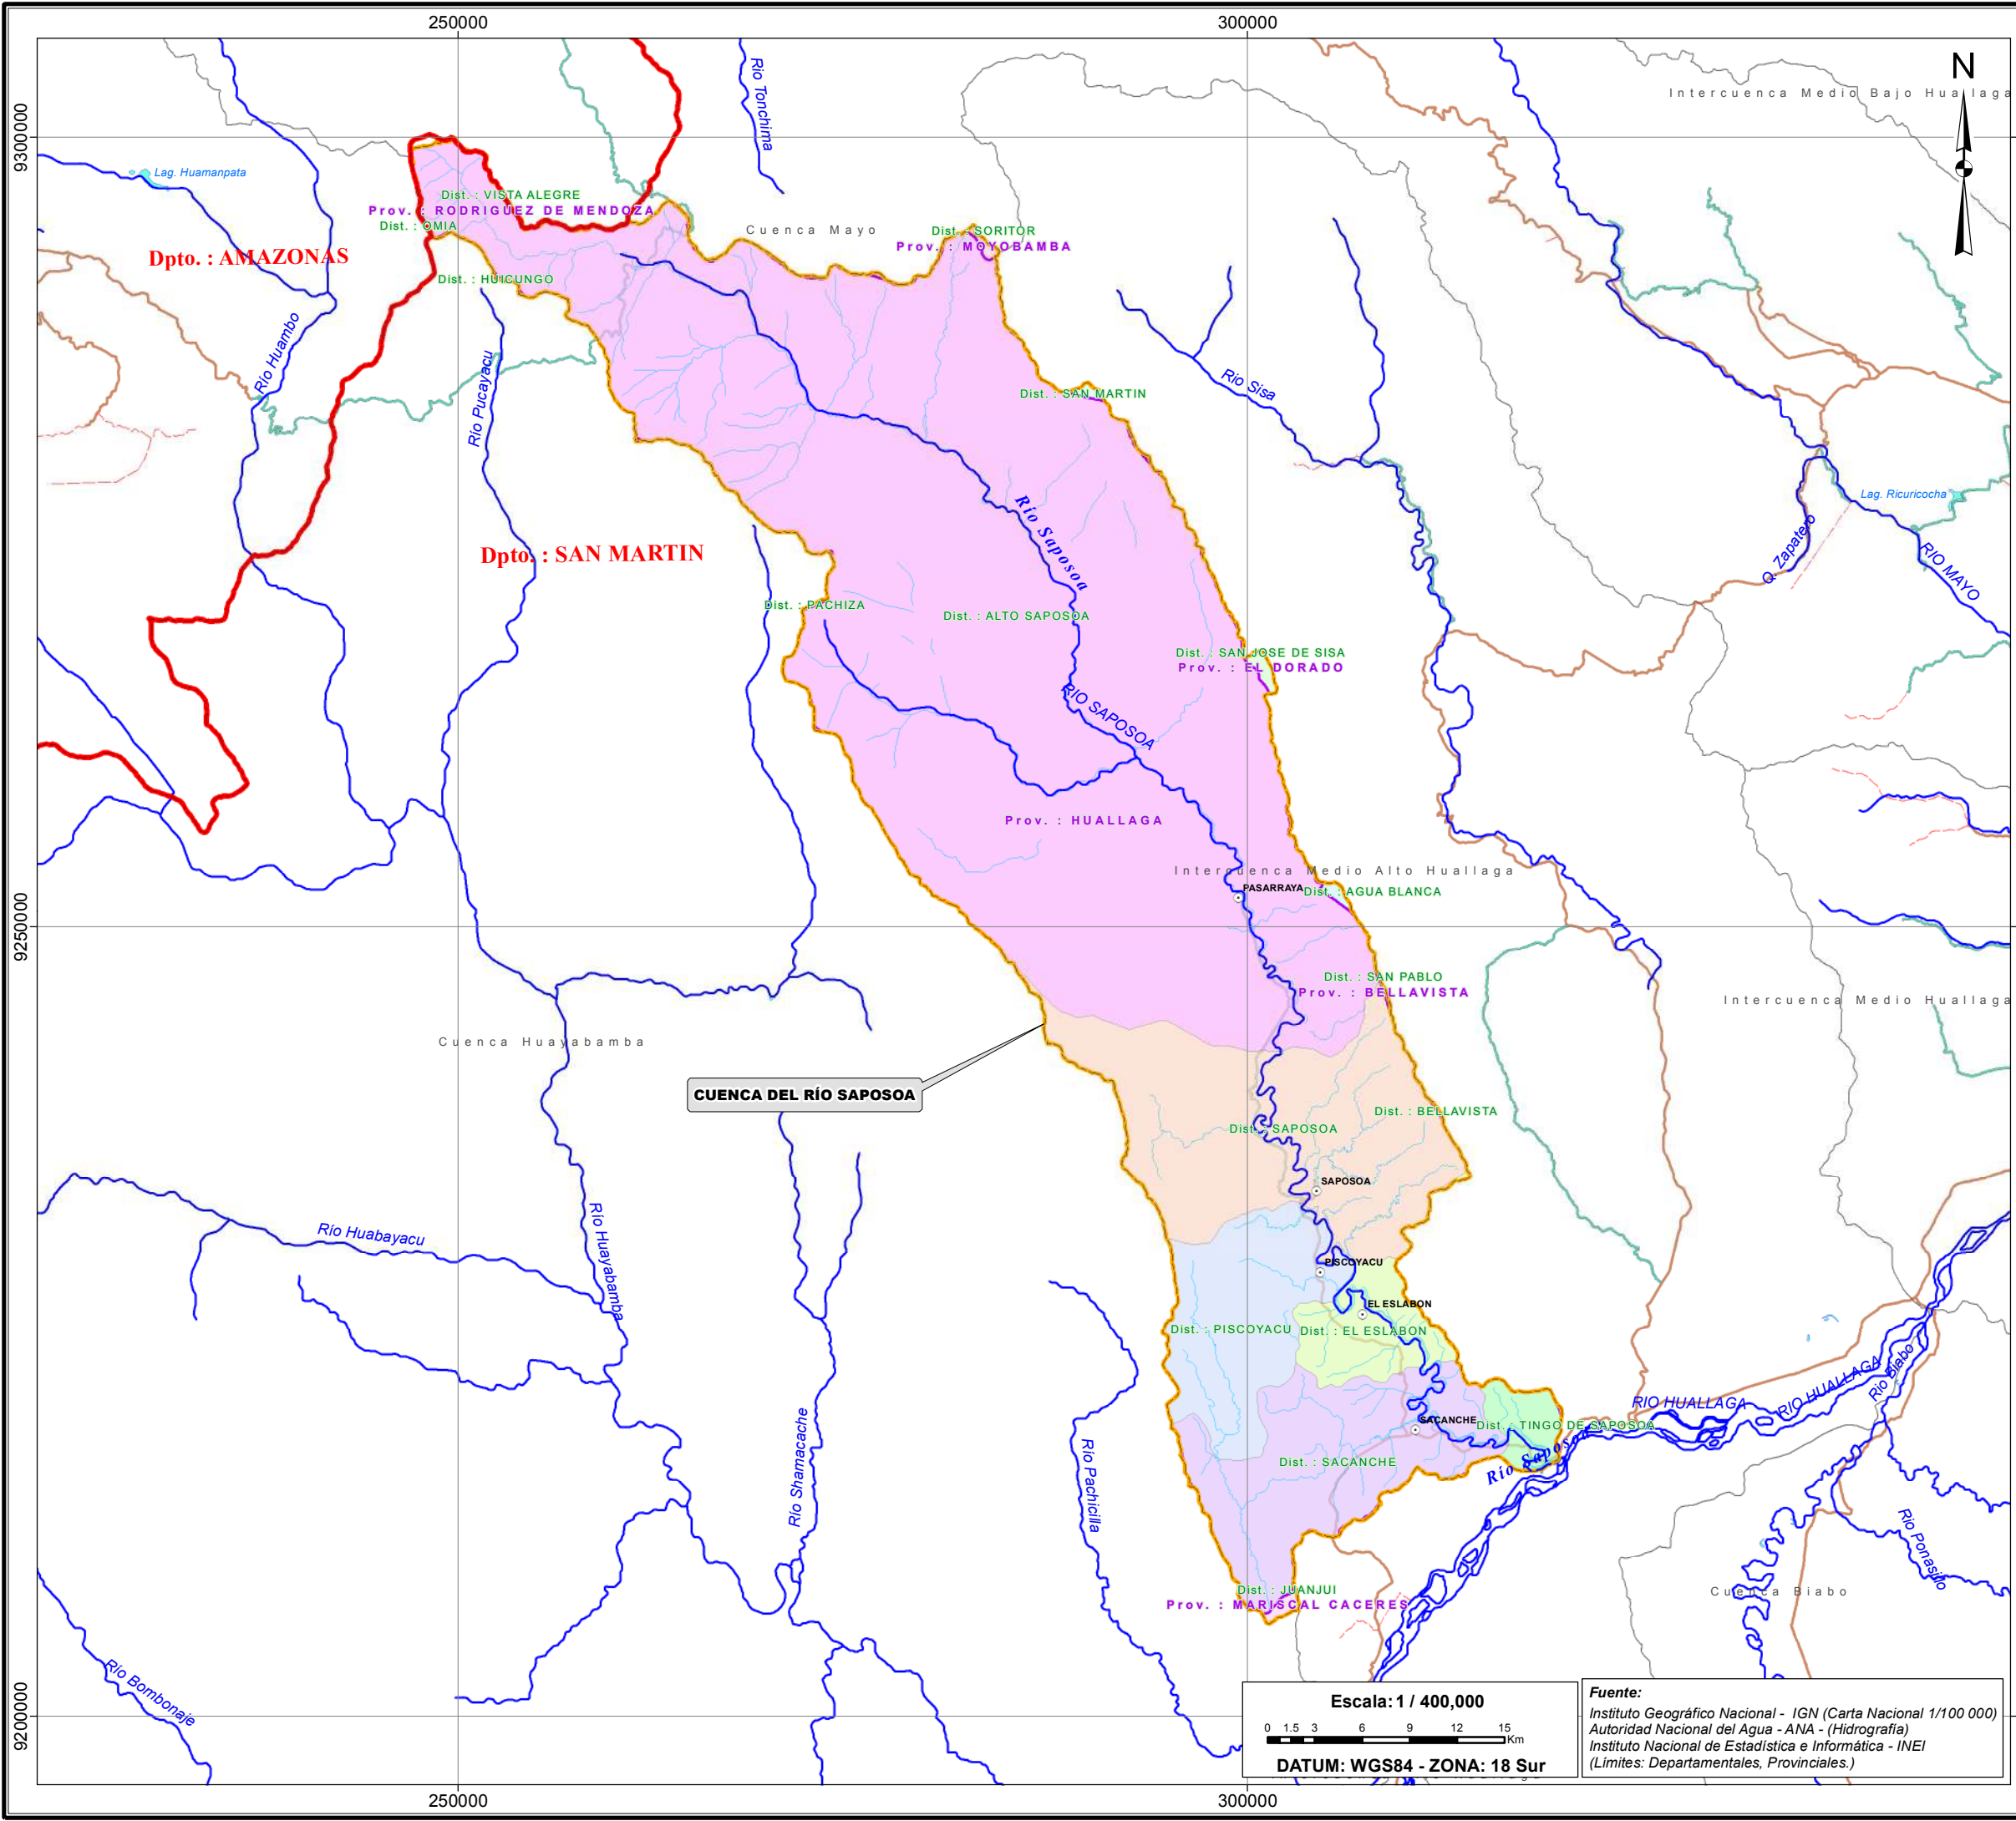 250000
300000
N
Intercuenca Medio Bajo Huallaga
Río Tonchima
9300000
Lag. Huamanpata
Dist. : VISTA ALEGRE
Prov. : RODRIGUEZ DE MENDOZA
Dist. : OMIA
Cuenca Mayo
Dist. : SORITOR
Prov. : MOYOBAMBA
Dpto. : AMAZONAS
Dist. : HUICUNGO
Río Huambo
Río Pucayacu
Río Sisa
Dist. : SAN MARTIN
Lag. Ricuricocha
Río Saposoa
Q. Zapatero
RIO MAYO
Dpto. : SAN MARTIN
Dist. : PACHIZA
Dist. : ALTO SAPOSOA
Dist. : SAN JOSE DE SISA
Prov. : EL DORADO
RIO SAPOSOA
Prov. : HUALLAGA
Intercuenca Medio Alto Huallaga
PASARRAYA
Dist. : AGUA BLANCA
9250000
Dist. : SAN PABLO
Prov. : BELLAVISTA
Intercuenca Medio Huallaga
Cuenca Huayabamba
CUENCA DEL RÍO SAPOSOA
Dist. : BELLAVISTA
Dist. : SAPOSOA
SAPOSOA
Río Huabayacu
Río Huayabamba
PISCOYACU
EL ESLABON
Dist. : PISCOYACU
Dist. : EL ESLABON
RIO HUALLAGA
RIO HUALLAGA
Río Biabo
SACANCHE
Dist. : TINGO DE SAPOSOA
Río Saposoa
Dist. : SACANCHE
Río Shamacache
Río Pachicilla
Río Ponasillo
Dist. : JUANJUI
Prov. : MARISCAL CACERES
Cuenca Biabo
Río Bombonaje
9200000
Escala: 1 / 400,000
0 1.5 3 6 9 12 15
Km
DATUM: WGS84 - ZONA: 18 Sur
Fuente:
Instituto Geográfico Nacional - IGN (Carta Nacional 1/100 000)
Autoridad Nacional del Agua - ANA - (Hidrografía)
Instituto Nacional de Estadística e Informática - INEI
(Limites: Departamentales, Provinciales.)
250000
300000